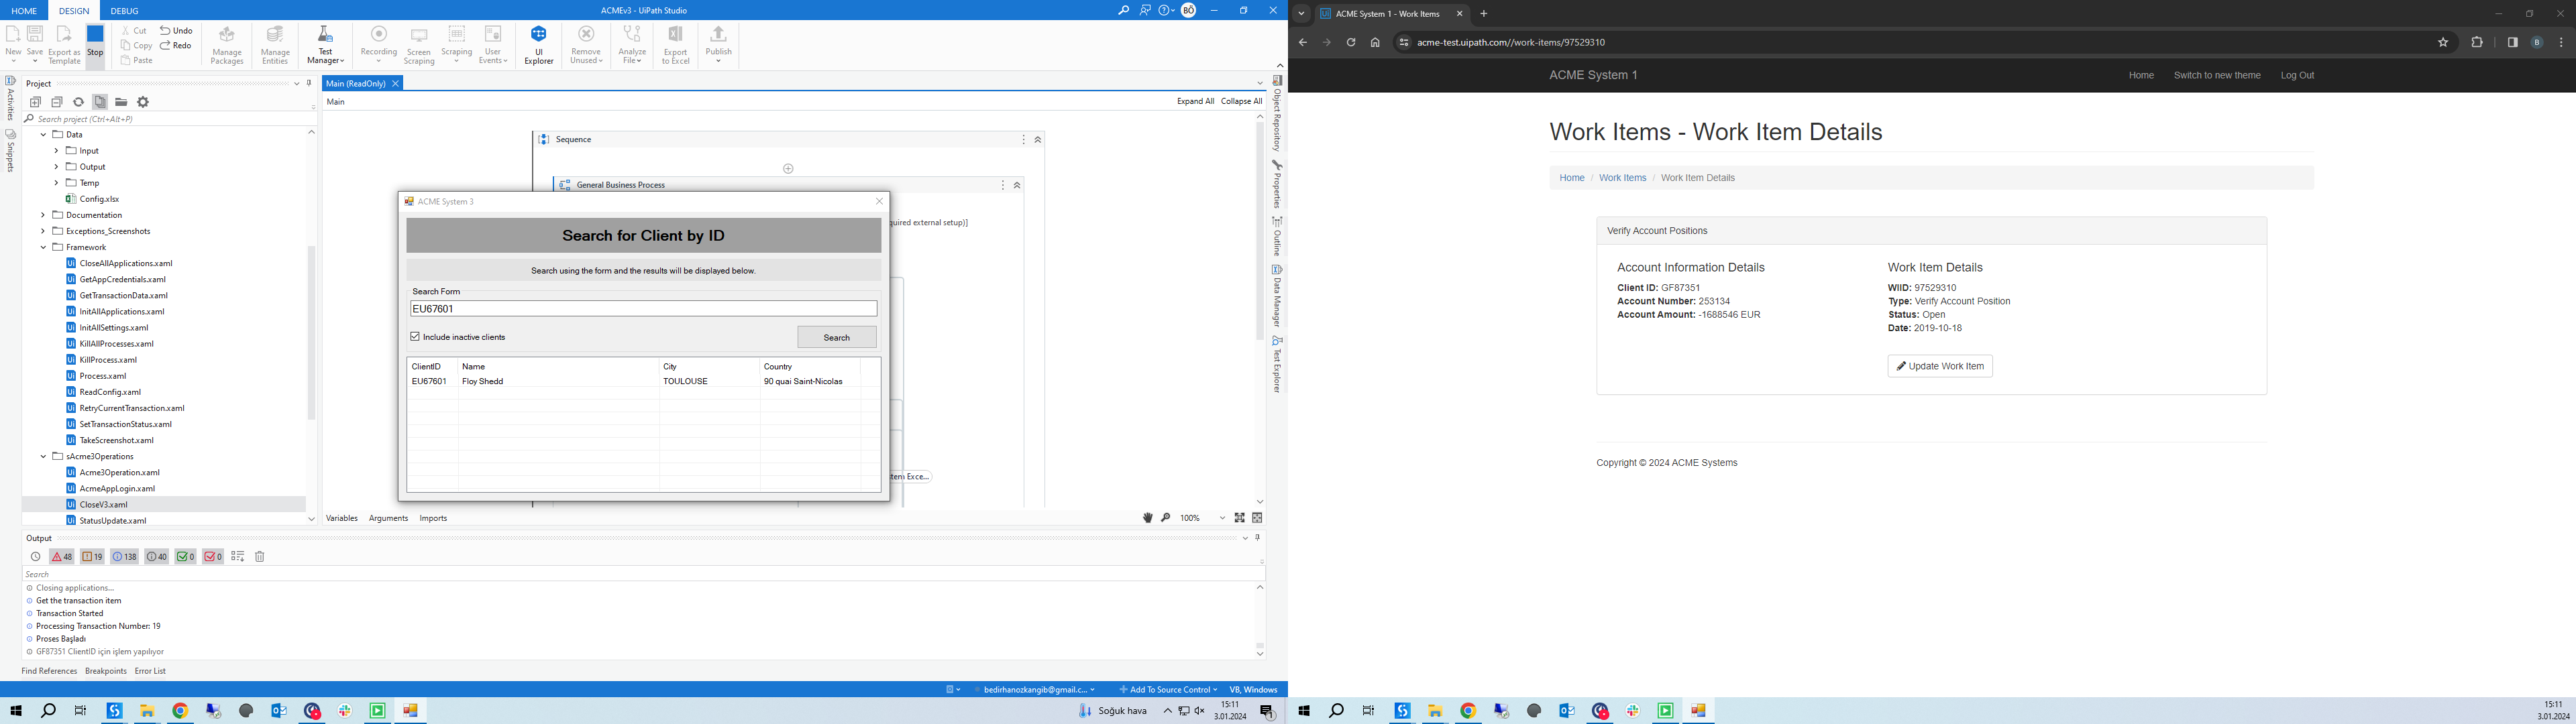 HOME DESIGN DEBUG
ACMEv3 - UiPath Studio
BÖ
New
Save
Export as Template
Stop
Cut
Copy
Paste
Undo
Redo
Manage Packages
Manage Entities
Test Manager
Recording
Screen Scraping
Scraping
User Events
UI Explorer
Remove Unused
Analyze File
Export to Excel
Publish
Activities
Snippets
Project
Search project (Ctrl+Alt+P)
Data
Input
Output
Temp
Config.xlsx
Documentation
Exceptions_Screenshots
Framework
CloseAllApplications.xaml
GetAppCredentials.xaml
GetTransactionData.xaml
InitAllApplications.xaml
InitAllSettings.xaml
KillAllProcesses.xaml
KillProcess.xaml
Process.xaml
ReadConfig.xaml
RetryCurrentTransaction.xaml
SetTransactionStatus.xaml
TakeScreenshot.xaml
sAcme3Operations
Acme3Operation.xaml
AcmeAppLogin.xaml
CloseV3.xaml
StatusUpdate.xaml
Main (ReadOnly)
Main
Expand All Collapse All
Sequence
General Business Process
quired external setup)]
tem Exce...
ACME System 3
Search for Client by ID
Search using the form and the results will be displayed below.
Search Form
EU67601
Include inactive clients
Search
ClientID Name City Country
EU67601 Floy Shedd TOULOUSE 90 quai Saint-Nicolas
Variables Arguments Imports
100%
Object Repository
Properties
Outline
Data Manager
Test Explorer
Output
48 19 138 40 0 0
Search
Closing applications...
Get the transaction item
Transaction Started
Processing Transaction Number: 19
Proses Başladı
GF87351 ClientID için işlem yapılıyor
Find References Breakpoints Error List
bedirhanozkangib@gmail.c...
Add To Source Control
VB, Windows
Soğuk hava
15:11
3.01.2024
1
ACME System 1 - Work Items
acme-test.uipath.com//work-items/97529310
B
ACME System 1
Home Switch to new theme Log Out
Work Items - Work Item Details
Home / Work Items / Work Item Details
Verify Account Positions
Account Information Details
Client ID: GF87351
Account Number: 253134
Account Amount: -1688546 EUR
Work Item Details
WIID: 97529310
Type: Verify Account Position
Status: Open
Date: 2019-10-18
Update Work Item
Copyright © 2024 ACME Systems
15:11
3.01.2024